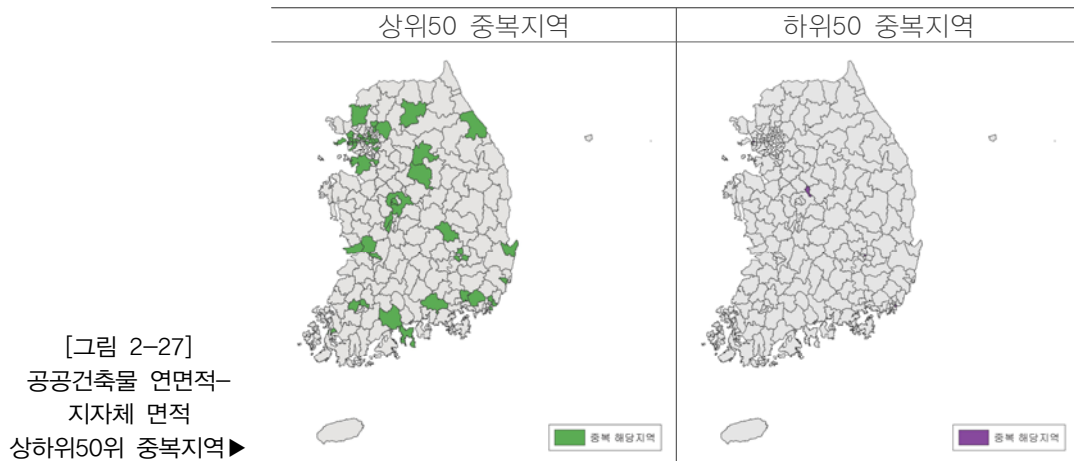 상위50 중복지역
하위50 중복지역
중복 해당지역
중복 해당지역
[그림 2-27]
공공건축물 연면적-
지자체 면적
상하위50위 중복지역▶